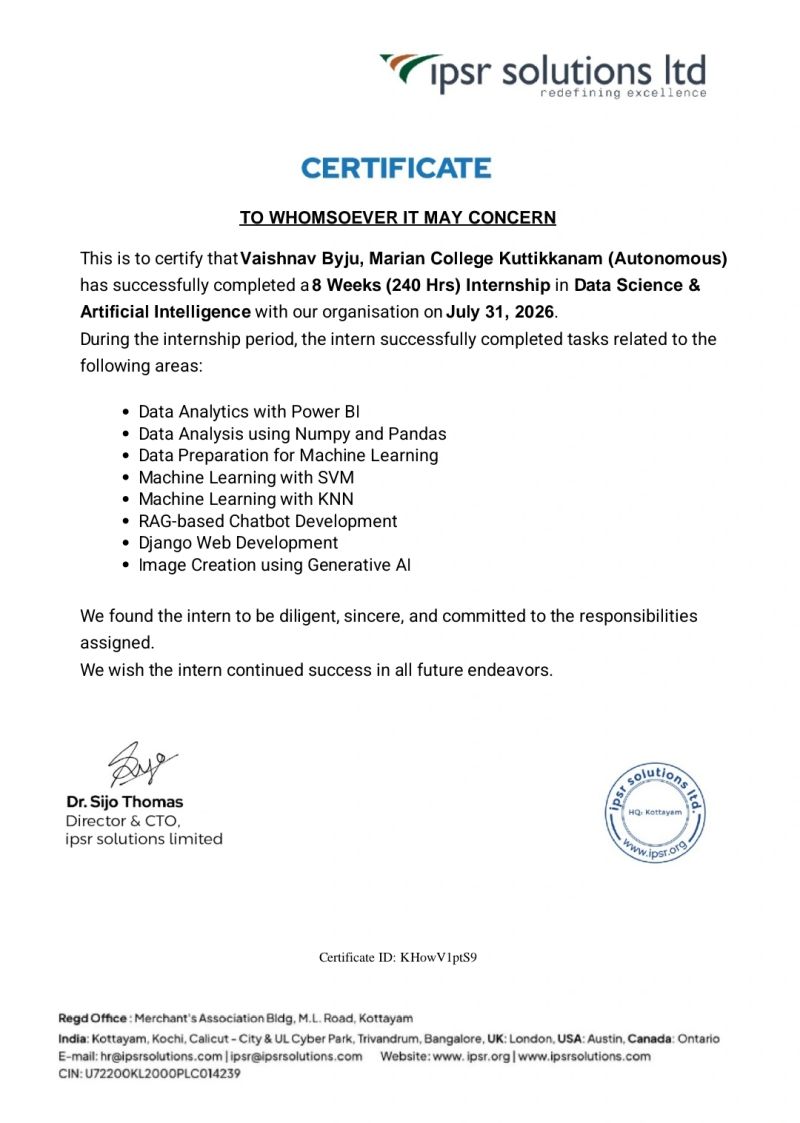 ipsr solutions ltd
redefining excellence
CERTIFICATE
TO WHOMSOEVER IT MAY CONCERN
This is to certify that Vaishnav Byju, Marian College Kuttikkanam (Autonomous)
has successfully completed a 8 Weeks (240 Hrs) Internship in Data Science &
Artificial Intelligence with our organisation on July 31, 2026.
During the internship period, the intern successfully completed tasks related to the
following areas:
• Data Analytics with Power BI
• Data Analysis using Numpy and Pandas
• Data Preparation for Machine Learning
• Machine Learning with SVM
• Machine Learning with KNN
• RAG-based Chatbot Development
• Django Web Development
• Image Creation using Generative AI
We found the intern to be diligent, sincere, and committed to the responsibilities
assigned.
We wish the intern continued success in all future endeavors.
Dr. Sijo Thomas
Director & CTO,
ipsr solutions limited
ipsr solutions ltd.
HQ: Kottayam
www.ipsr.org
Certificate ID: KHowV1ptS9
Regd Office : Merchant's Association Bldg, M.L. Road, Kottayam
India: Kottayam, Kochi, Calicut - City & UL Cyber Park, Trivandrum, Bangalore, UK: London, USA: Austin, Canada: Ontario
E-mail: hr@ipsrsolutions.com | ipsr@ipsrsolutions.com Website: www. ipsr.org | www.ipsrsolutions.com
CIN: U72200KL2000PLC014239